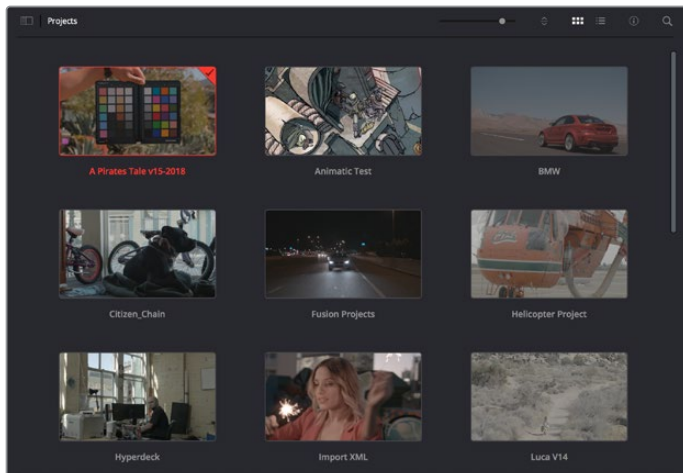 Projects
A Pirates Tale v15-2018
Animatic Test
BMW
Citizen_Chain
Fusion Projects
Helicopter Project
Hyperdeck
Import XML
Luca V14